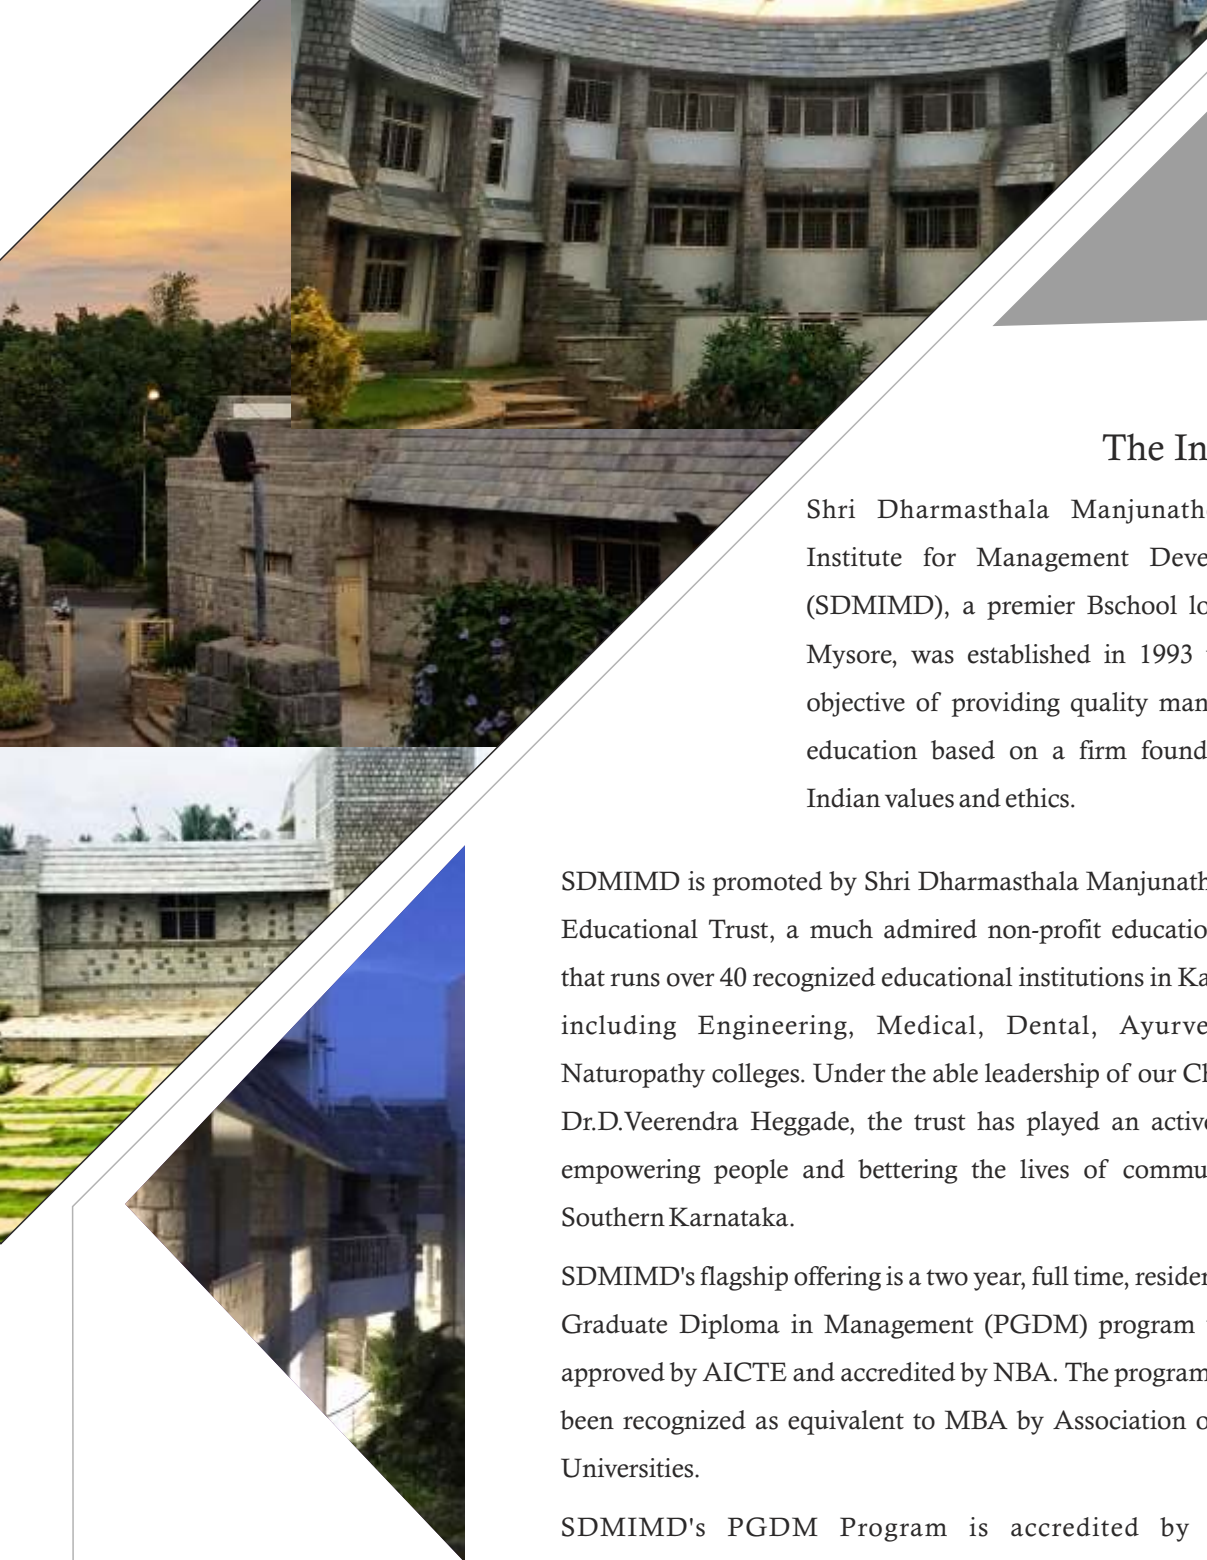 The In
Shri Dharmasthala Manjunath
Institute for Management Deve
(SDMIMD), a premier Bschool lo
Mysore, was established in 1993
objective of providing quality man
education based on a firm found
Indian values and ethics.
SDMIMD is promoted by Shri Dharmasthala Manjunath
Educational Trust, a much admired non-profit educatio
that runs over 40 recognized educational institutions in Ka
including Engineering, Medical, Dental, Ayurve
Naturopathy colleges. Under the able leadership of our Ch
Dr.D.Veerendra Heggade, the trust has played an active
empowering people and bettering the lives of commu
Southern Karnataka.
SDMIMD's flagship offering is a two year, full time, residen
Graduate Diploma in Management (PGDM) program
approved by AICTE and accredited by NBA. The program
been recognized as equivalent to MBA by Association o
Universities.
SDMIMD's PGDM Program is accredited by